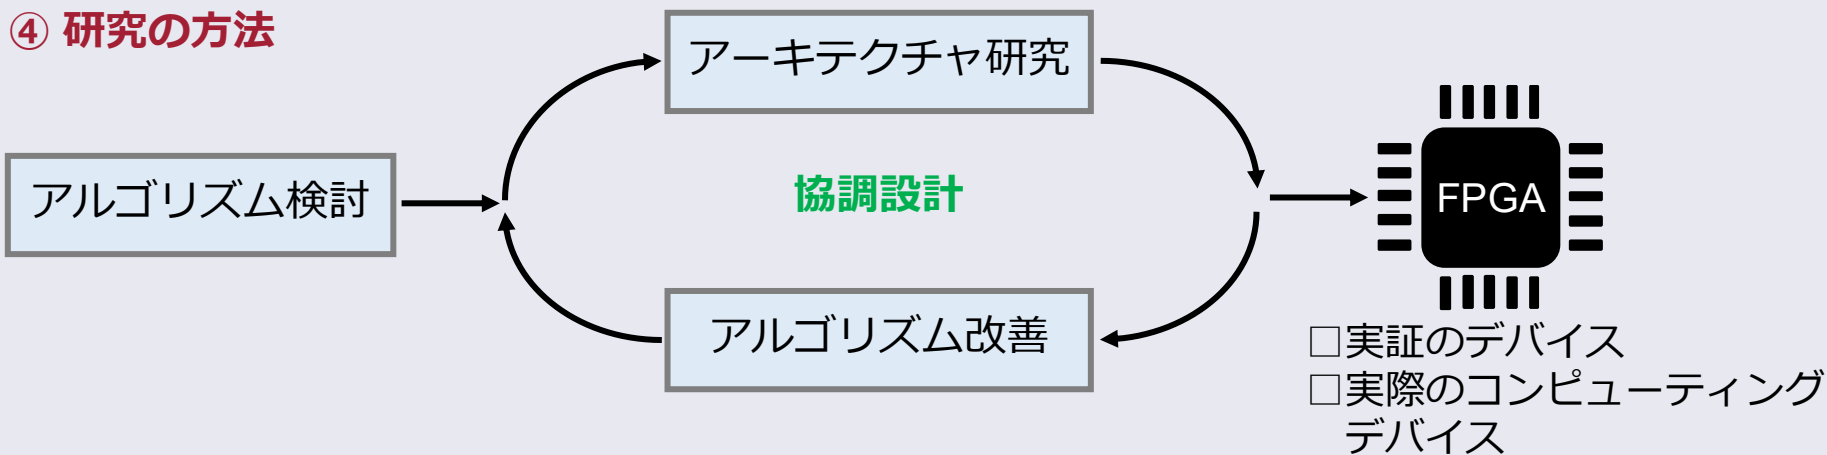 ④ 研究の方法
アーキテクチャ研究
アルゴリズム検討
協調設計
FPGA
アルゴリズム改善
□実証のデバイス
□実際のコンピューティング
デバイス